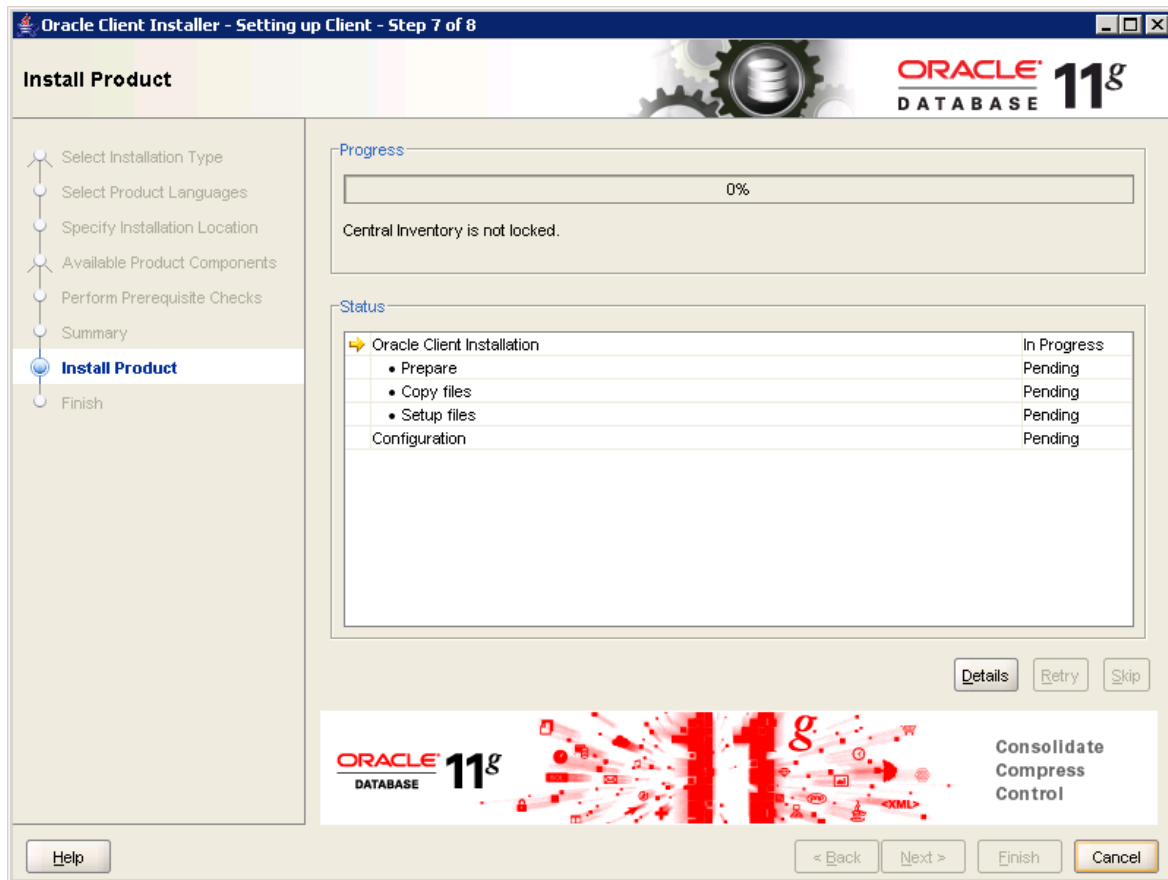 Oracle Client Installer - Setting up Client - Step 7 of 8
Install Product
ORACLE
DATABASE
11g
Select Installation Type
Select Product Languages
Specify Installation Location
Available Product Components
Perform Prerequisite Checks
Summary
Install Product
Finish
Progress
0%
Central Inventory is not locked.
Status
Oracle Client Installation In Progress
• Prepare Pending
• Copy files Pending
• Setup files Pending
Configuration Pending
Details Retry Skip
ORACLE
DATABASE
11g
11g
<XML>
Consolidate
Compress
Control
Help < Back Next > Finish Cancel